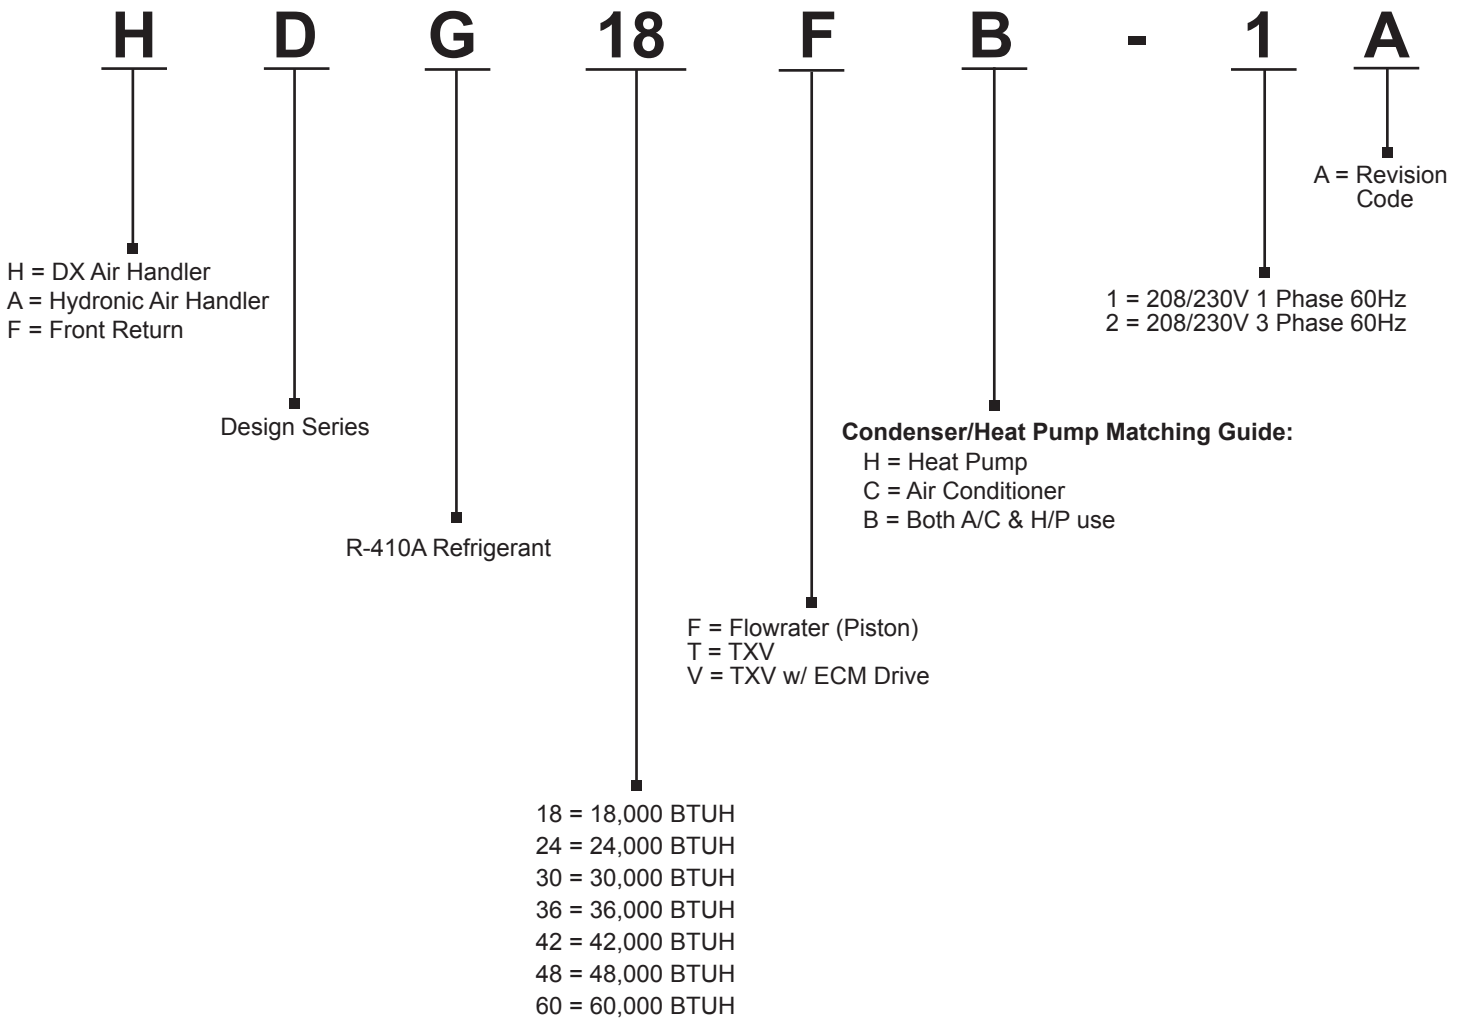 H D G 18 F B - 1 A
A = Revision
Code
H = DX Air Handler
A = Hydronic Air Handler
F = Front Return
1 = 208/230V 1 Phase 60Hz
2 = 208/230V 3 Phase 60Hz
Design Series
Condenser/Heat Pump Matching Guide:
H = Heat Pump
C = Air Conditioner
B = Both A/C & H/P use
R-410A Refrigerant
F = Flowrater (Piston)
T = TXV
V = TXV w/ ECM Drive
18 = 18,000 BTUH
24 = 24,000 BTUH
30 = 30,000 BTUH
36 = 36,000 BTUH
42 = 42,000 BTUH
48 = 48,000 BTUH
60 = 60,000 BTUH